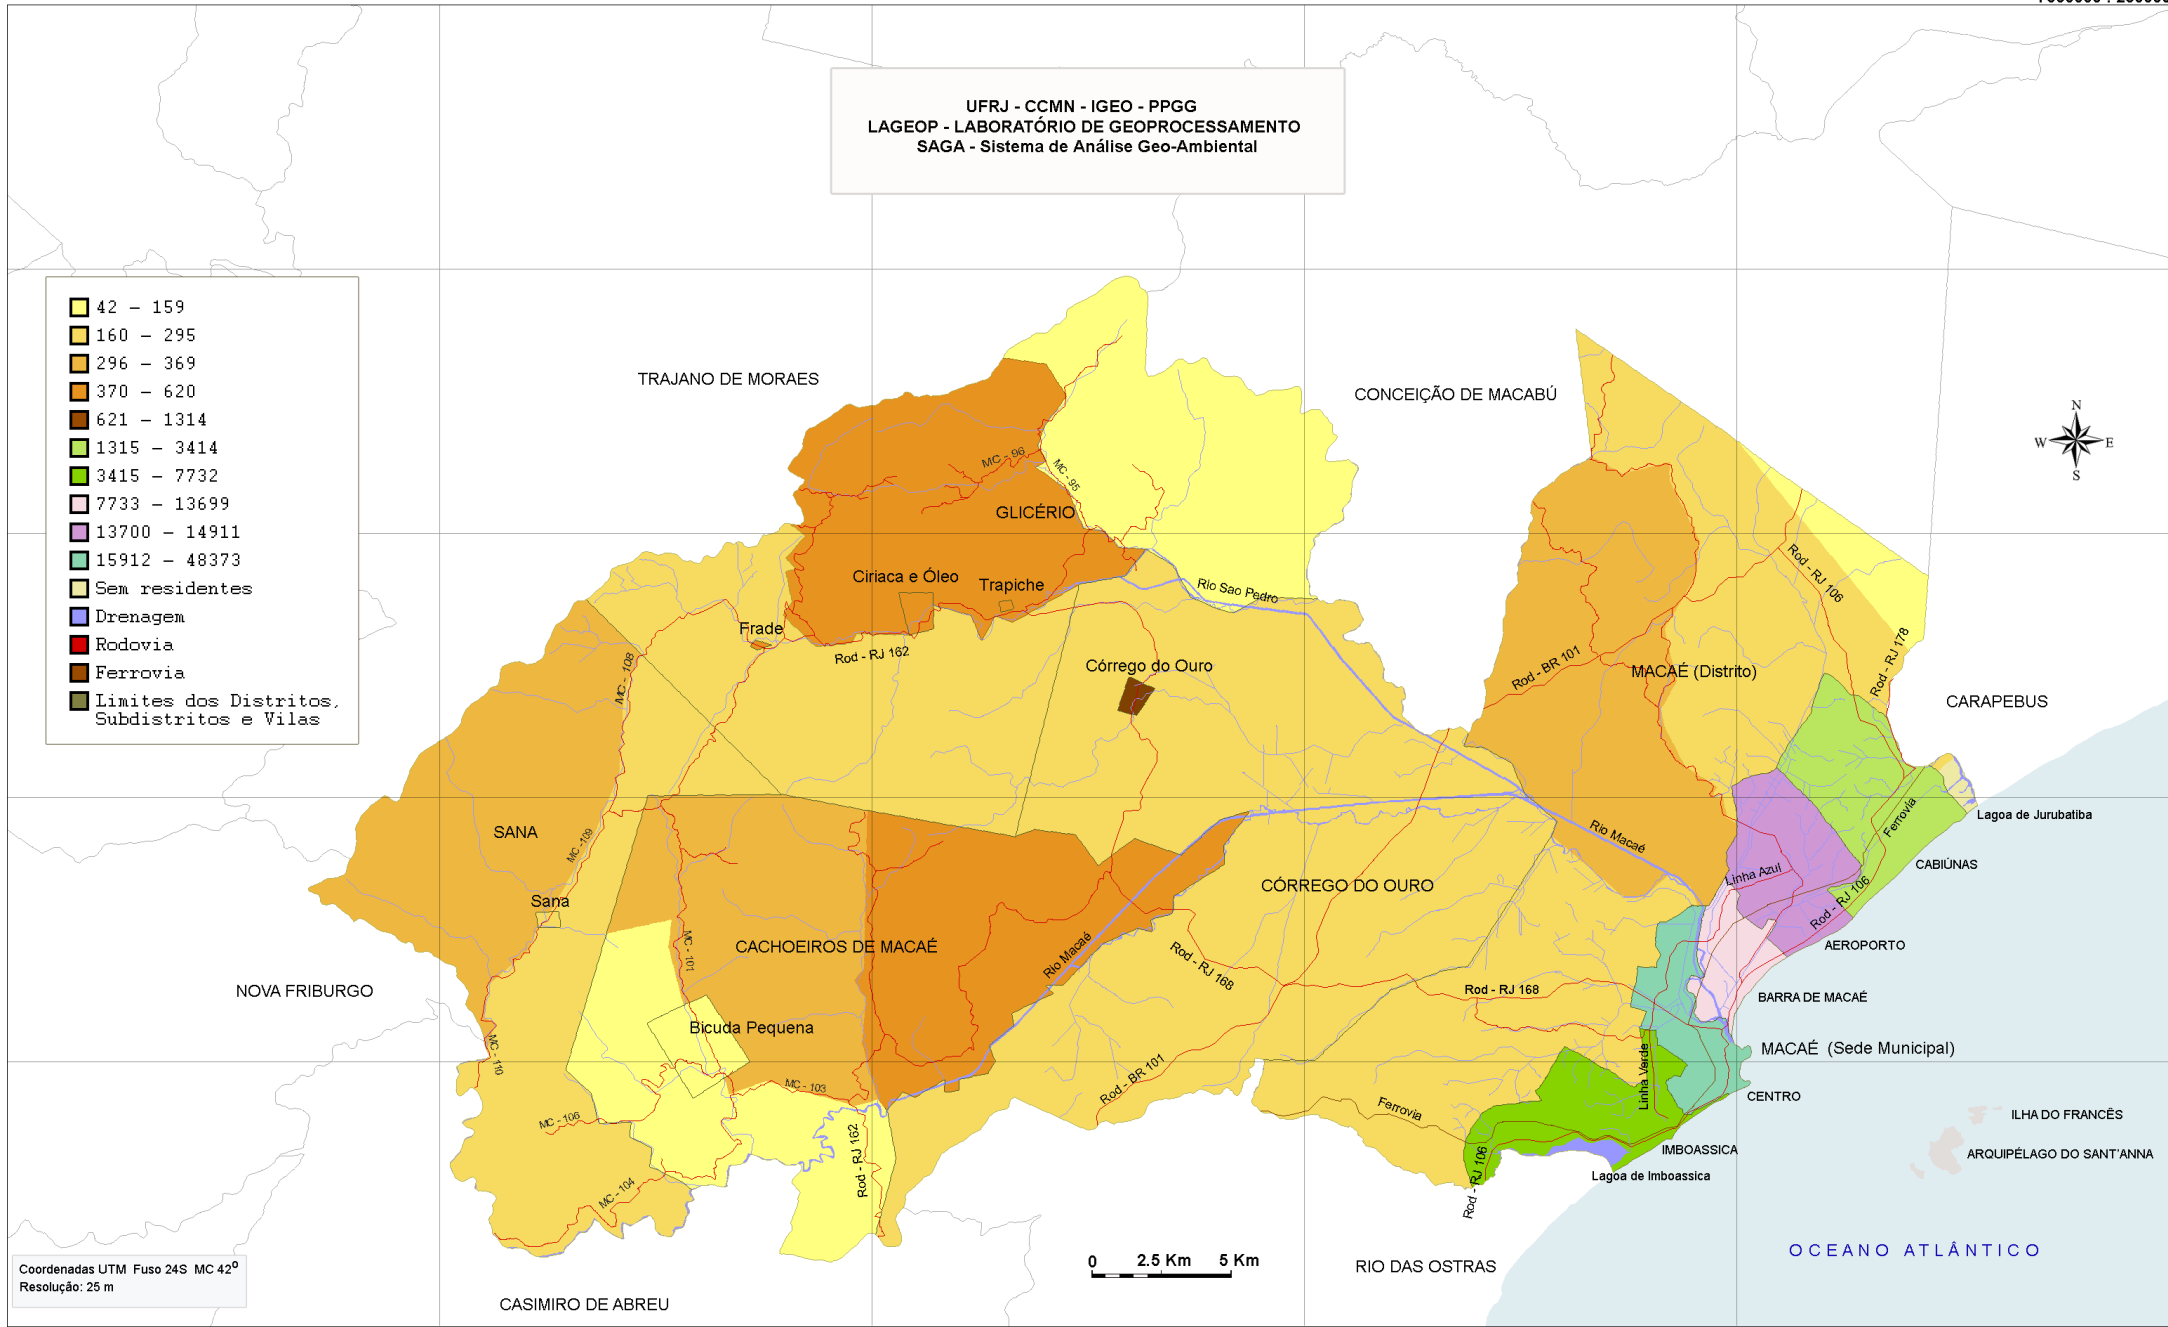 UFRJ - CCMN - IGEO - PPGG
LAGEOP - LABORATÓRIO DE GEOPROCESSAMENTO
SAGA - Sistema de Análise Geo-Ambiental
42 – 159
160 – 295
296 – 369
370 – 620
621 – 1314
1315 – 3414
3415 – 7732
7733 – 13699
13700 – 14911
15912 – 48373
Sem residentes
Drenagem
Rodovia
Ferrovia
Limites dos Distritos,
Subdistritos e Vilas
TRAJANO DE MORAES
CONCEIÇÃO DE MACABÚ
N
W
E
S
MC - 96
MC - 95
GLICÉRIO
Ciriaca e Óleo
Trapiche
Rio Sao Pedro
Rod - RJ 106
Frade
Rod - RJ 162
MC - 108
Córrego do Ouro
Rod - BR 101
MACAÉ (Distrito)
Rod - RJ 178
CARAPEBUS
SANA
MC -109
Rio Macaé
Ferrovia
Lagoa de Jurubatiba
CABIÚNAS
Linha Azul
CÓRREGO DO OURO
Sana
Rod - RJ 106
MC - 101
CACHOEIROS DE MACAÉ
Rio Macaé
Rod - RJ 168
AEROPORTO
NOVA FRIBURGO
Rod - RJ 168
BARRA DE MACAÉ
Bicuda Pequena
MC - 110
MACAÉ (Sede Municipal)
Linha Verde
MC - 103
Rod - BR 101
CENTRO
Ferrovia
MC - 106
ILHA DO FRANCÊS
Rod - RJ 162
IMBOASSICA
ARQUIPÉLAGO DO SANT'ANNA
Rod - RJ 106
Lagoa de Imboassica
MC - 104
OCEANO ATLÂNTICO
0 2.5 Km 5 Km
RIO DAS OSTRAS
Coordenadas UTM Fuso 24S MC 42º
Resolução: 25 m
CASIMIRO DE ABREU